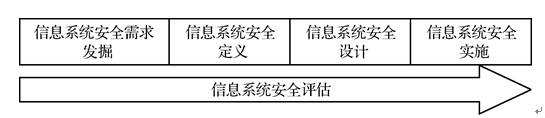 信息系统安全需求
发掘
信息系统安全
定义
信息系统安全
设计
信息系统安全
实施
信息系统安全评估